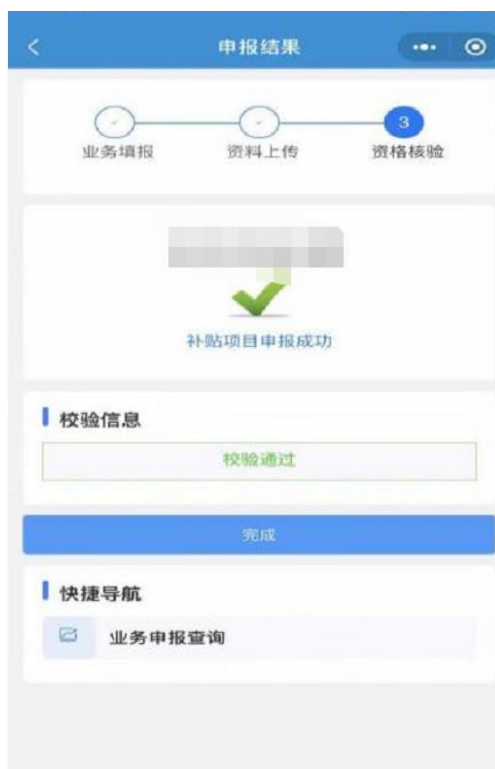 申报结果
3
业务填报
资料上传
资格核验
补贴项目申报成功
校验信息
校验通过
完成
快捷导航
业务申报查询